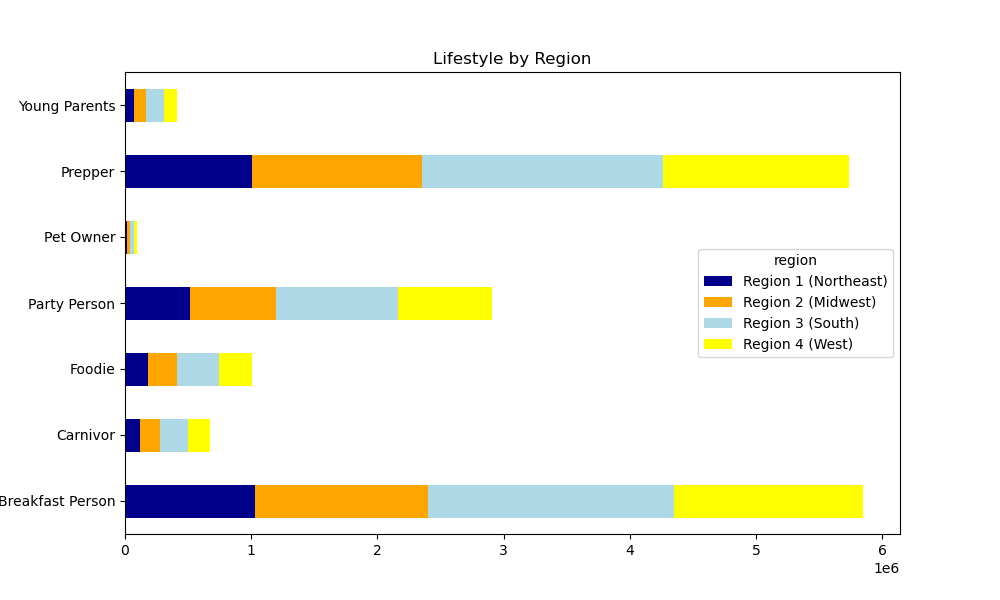 Lifestyle by Region
Young Parents
Prepper
Pet Owner
Party Person
Foodie
Carnivor
Breakfast Person
region
Region 1 (Northeast)
Region 2 (Midwest)
Region 3 (South)
Region 4 (West)
0 1 2 3 4 5 6
1e6